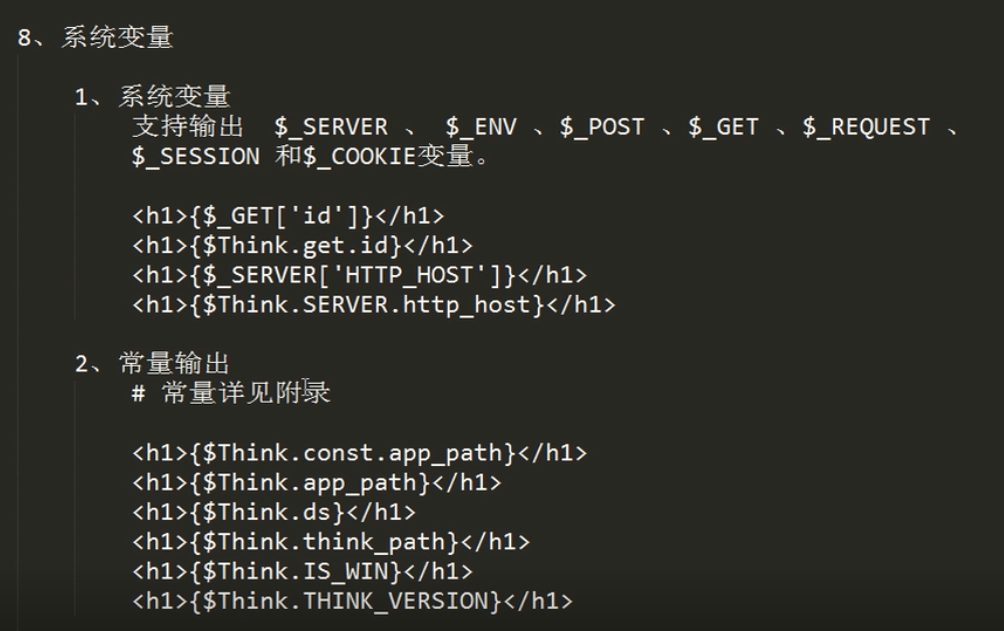 8、系统变量
1、系统变量
支持输出 $_SERVER 、 $_ENV 、$_POST 、$_GET 、$_REQUEST 、
$_SESSION 和$_COOKIE变量。
<h1>{$_GET['id']}</h1>
<h1>{$Think.get.id}</h1>
<h1>{$_SERVER['HTTP_HOST']}</h1>
<h1>{$Think.SERVER.http_host}</h1>
2、常量输出
# 常量详见附录
<h1>{$Think.const.app_path}</h1>
<h1>{$Think.app_path}</h1>
<h1>{$Think.ds}</h1>
<h1>{$Think.think_path}</h1>
<h1>{$Think.IS_WIN}</h1>
<h1>{$Think.THINK_VERSION}</h1>